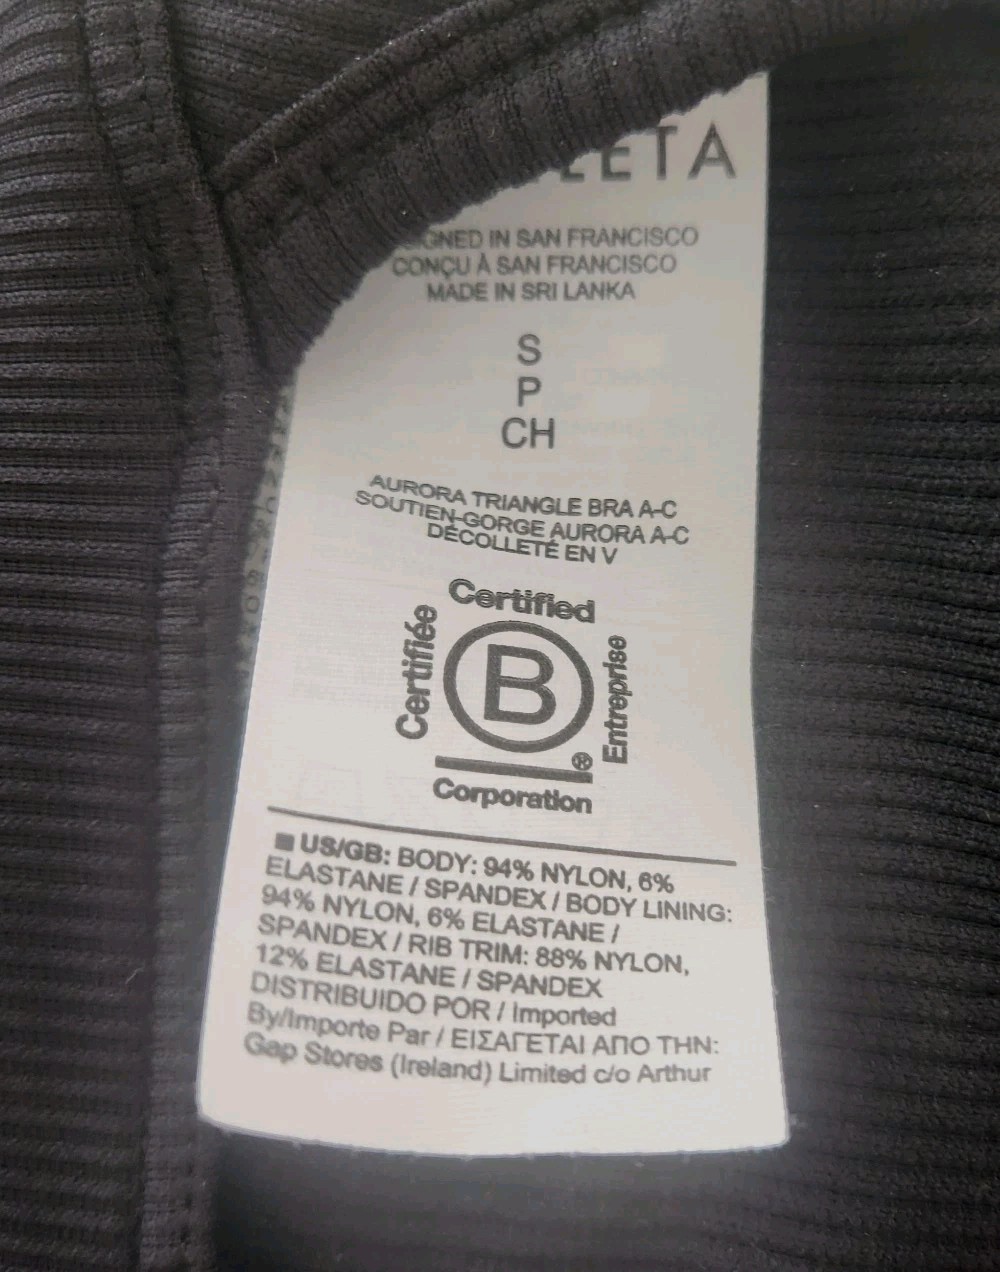 LETA
GNED IN SAN FRANCISCO
CONÇU À SAN FRANCISCO
MADE IN SRI LANKA
S
P
CH
AURORA TRIANGLE BRA A-C
SOUTIEN-GORGE AURORA A-C
DÉCOLLETÉ EN V
Certified
Certifiée
B
Entreprise
®
Corporation
US/GB: BODY: 94% NYLON, 6%
ELASTANE / SPANDEX / BODY LINING:
94% NYLON, 6% ELASTANE /
SPANDEX / RIB TRIM: 88% NYLON,
12% ELASTANE / SPANDEX
DISTRIBUIDO POR / Imported
By/Importe Par / ΕΙΣΑΓΕΤΑΙ ΑΠΟ ΤΗΝ:
Gap Stores (Ireland) Limited c/o Arthur